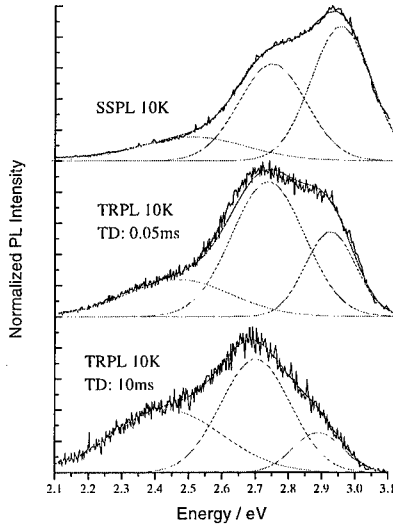 Normalized PL Intensity
SSPL 10K
TRPL 10K
TD: 0.05ms
TRPL 10K
TD: 10ms
2.1 2.2 2.3 2.4 2.5 2.6 2.7 2.8 2.9 3.0 3.1
Energy / eV